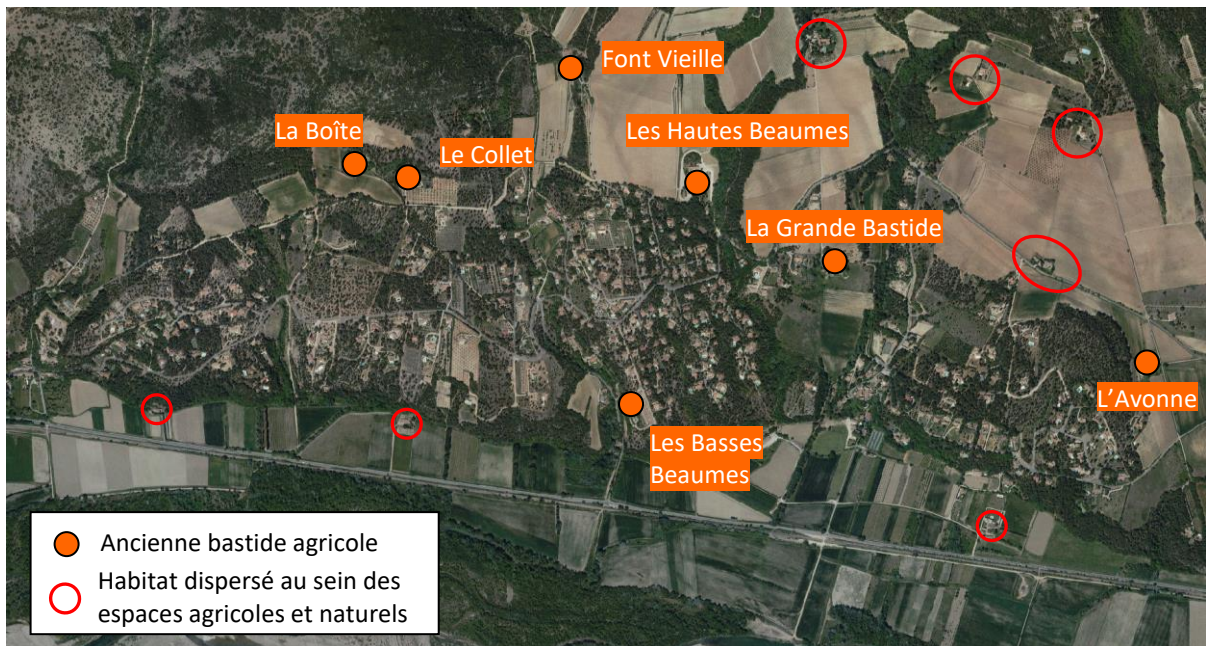 Font Vieille
La Boîte
Les Hautes Beaumes
Le Collet
La Grande Bastide
L'Avonne
Les Basses
Beaumes
Ancienne bastide agricole
Habitat dispersé au sein des
espaces agricoles et naturels